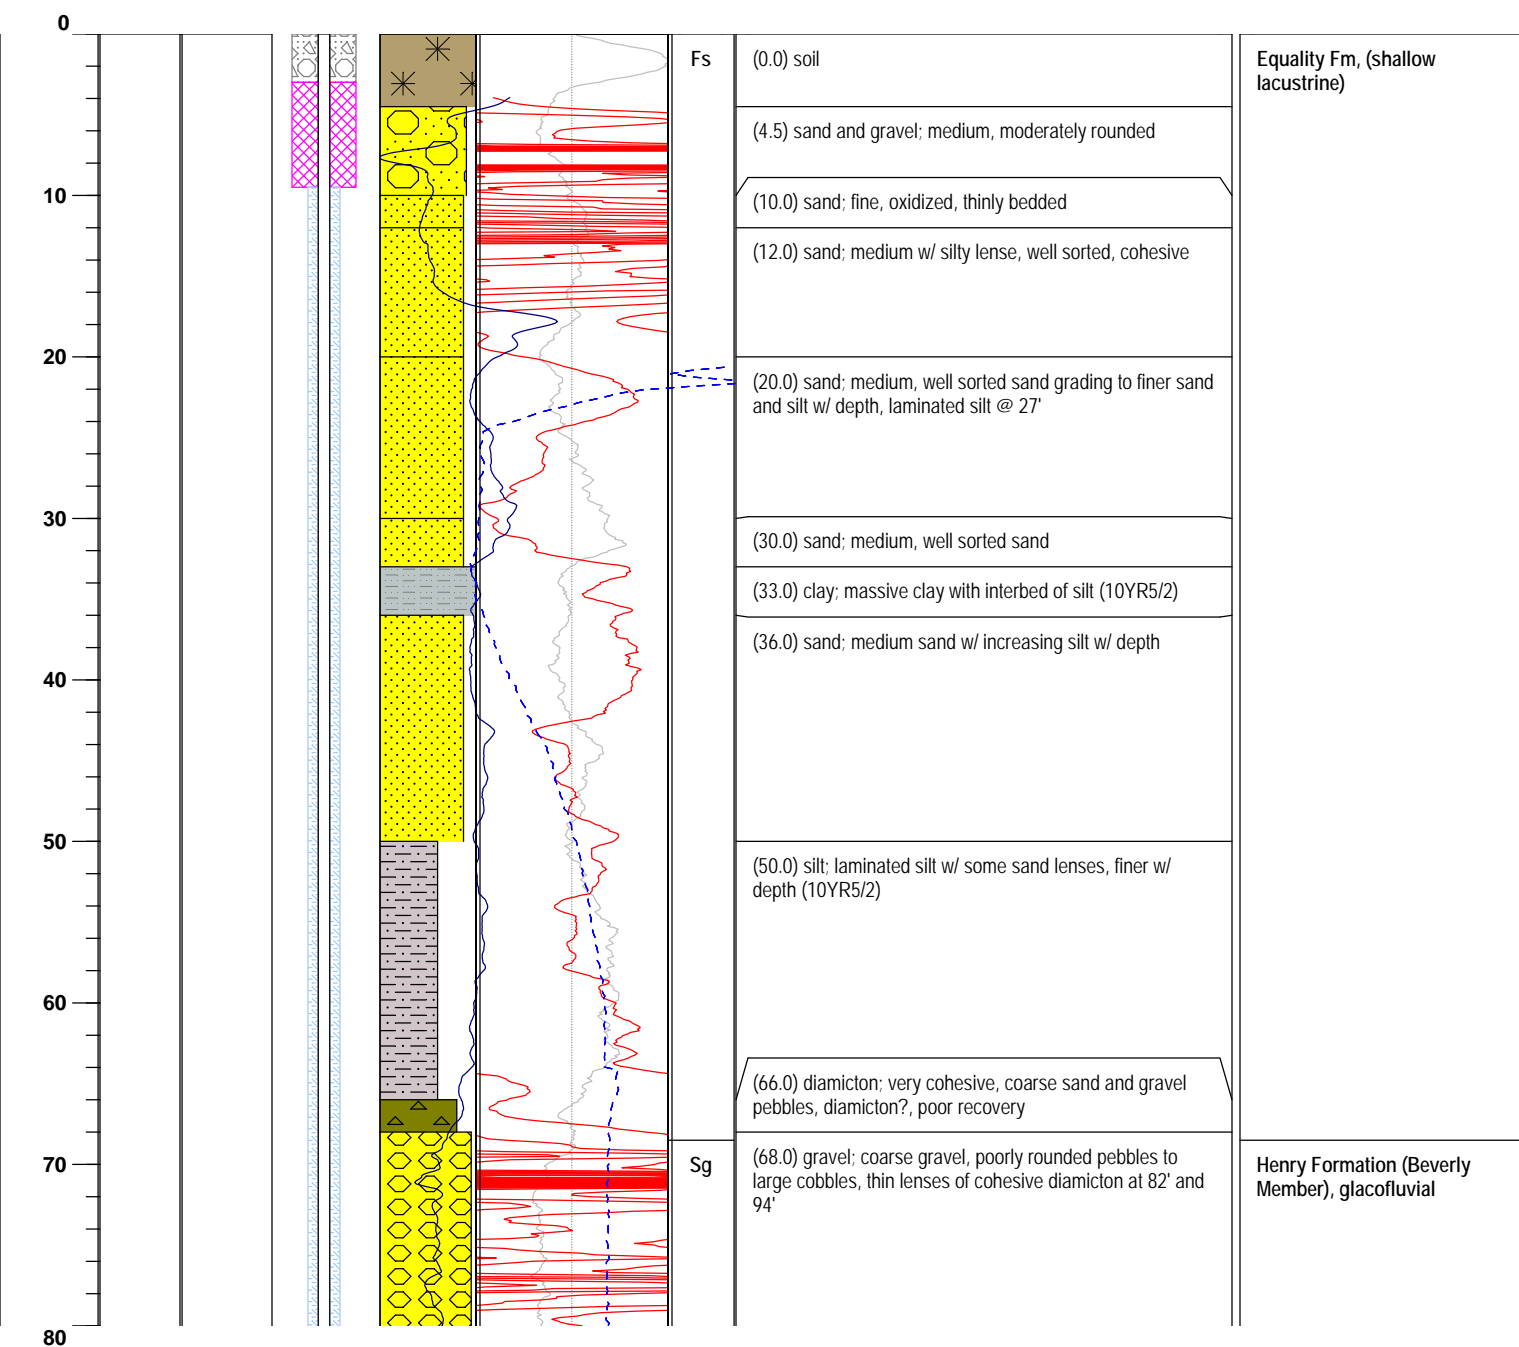 0
Fs
(0.0) soil
Equality Fm, (shallow
lacustrine)
(4.5) sand and gravel; medium, moderately rounded
10
(10.0) sand; fine, oxidized, thinly bedded
(12.0) sand; medium w/ silty lense, well sorted, cohesive
20
(20.0) sand; medium, well sorted sand grading to finer sand
and silt w/ depth, laminated silt @ 27'
30
(30.0) sand; medium, well sorted sand
(33.0) clay; massive clay with interbed of silt (10YR5/2)
(36.0) sand; medium sand w/ increasing silt w/ depth
40
50
(50.0) silt; laminated silt w/ some sand lenses, finer w/
depth (10YR5/2)
60
(66.0) diamicton; very cohesive, coarse sand and gravel
pebbles, diamicton?, poor recovery
70
Sg
(68.0) gravel; coarse gravel, poorly rounded pebbles to
large cobbles, thin lenses of cohesive diamicton at 82' and
94'
Henry Formation (Beverly
Member), glacofluvial
80